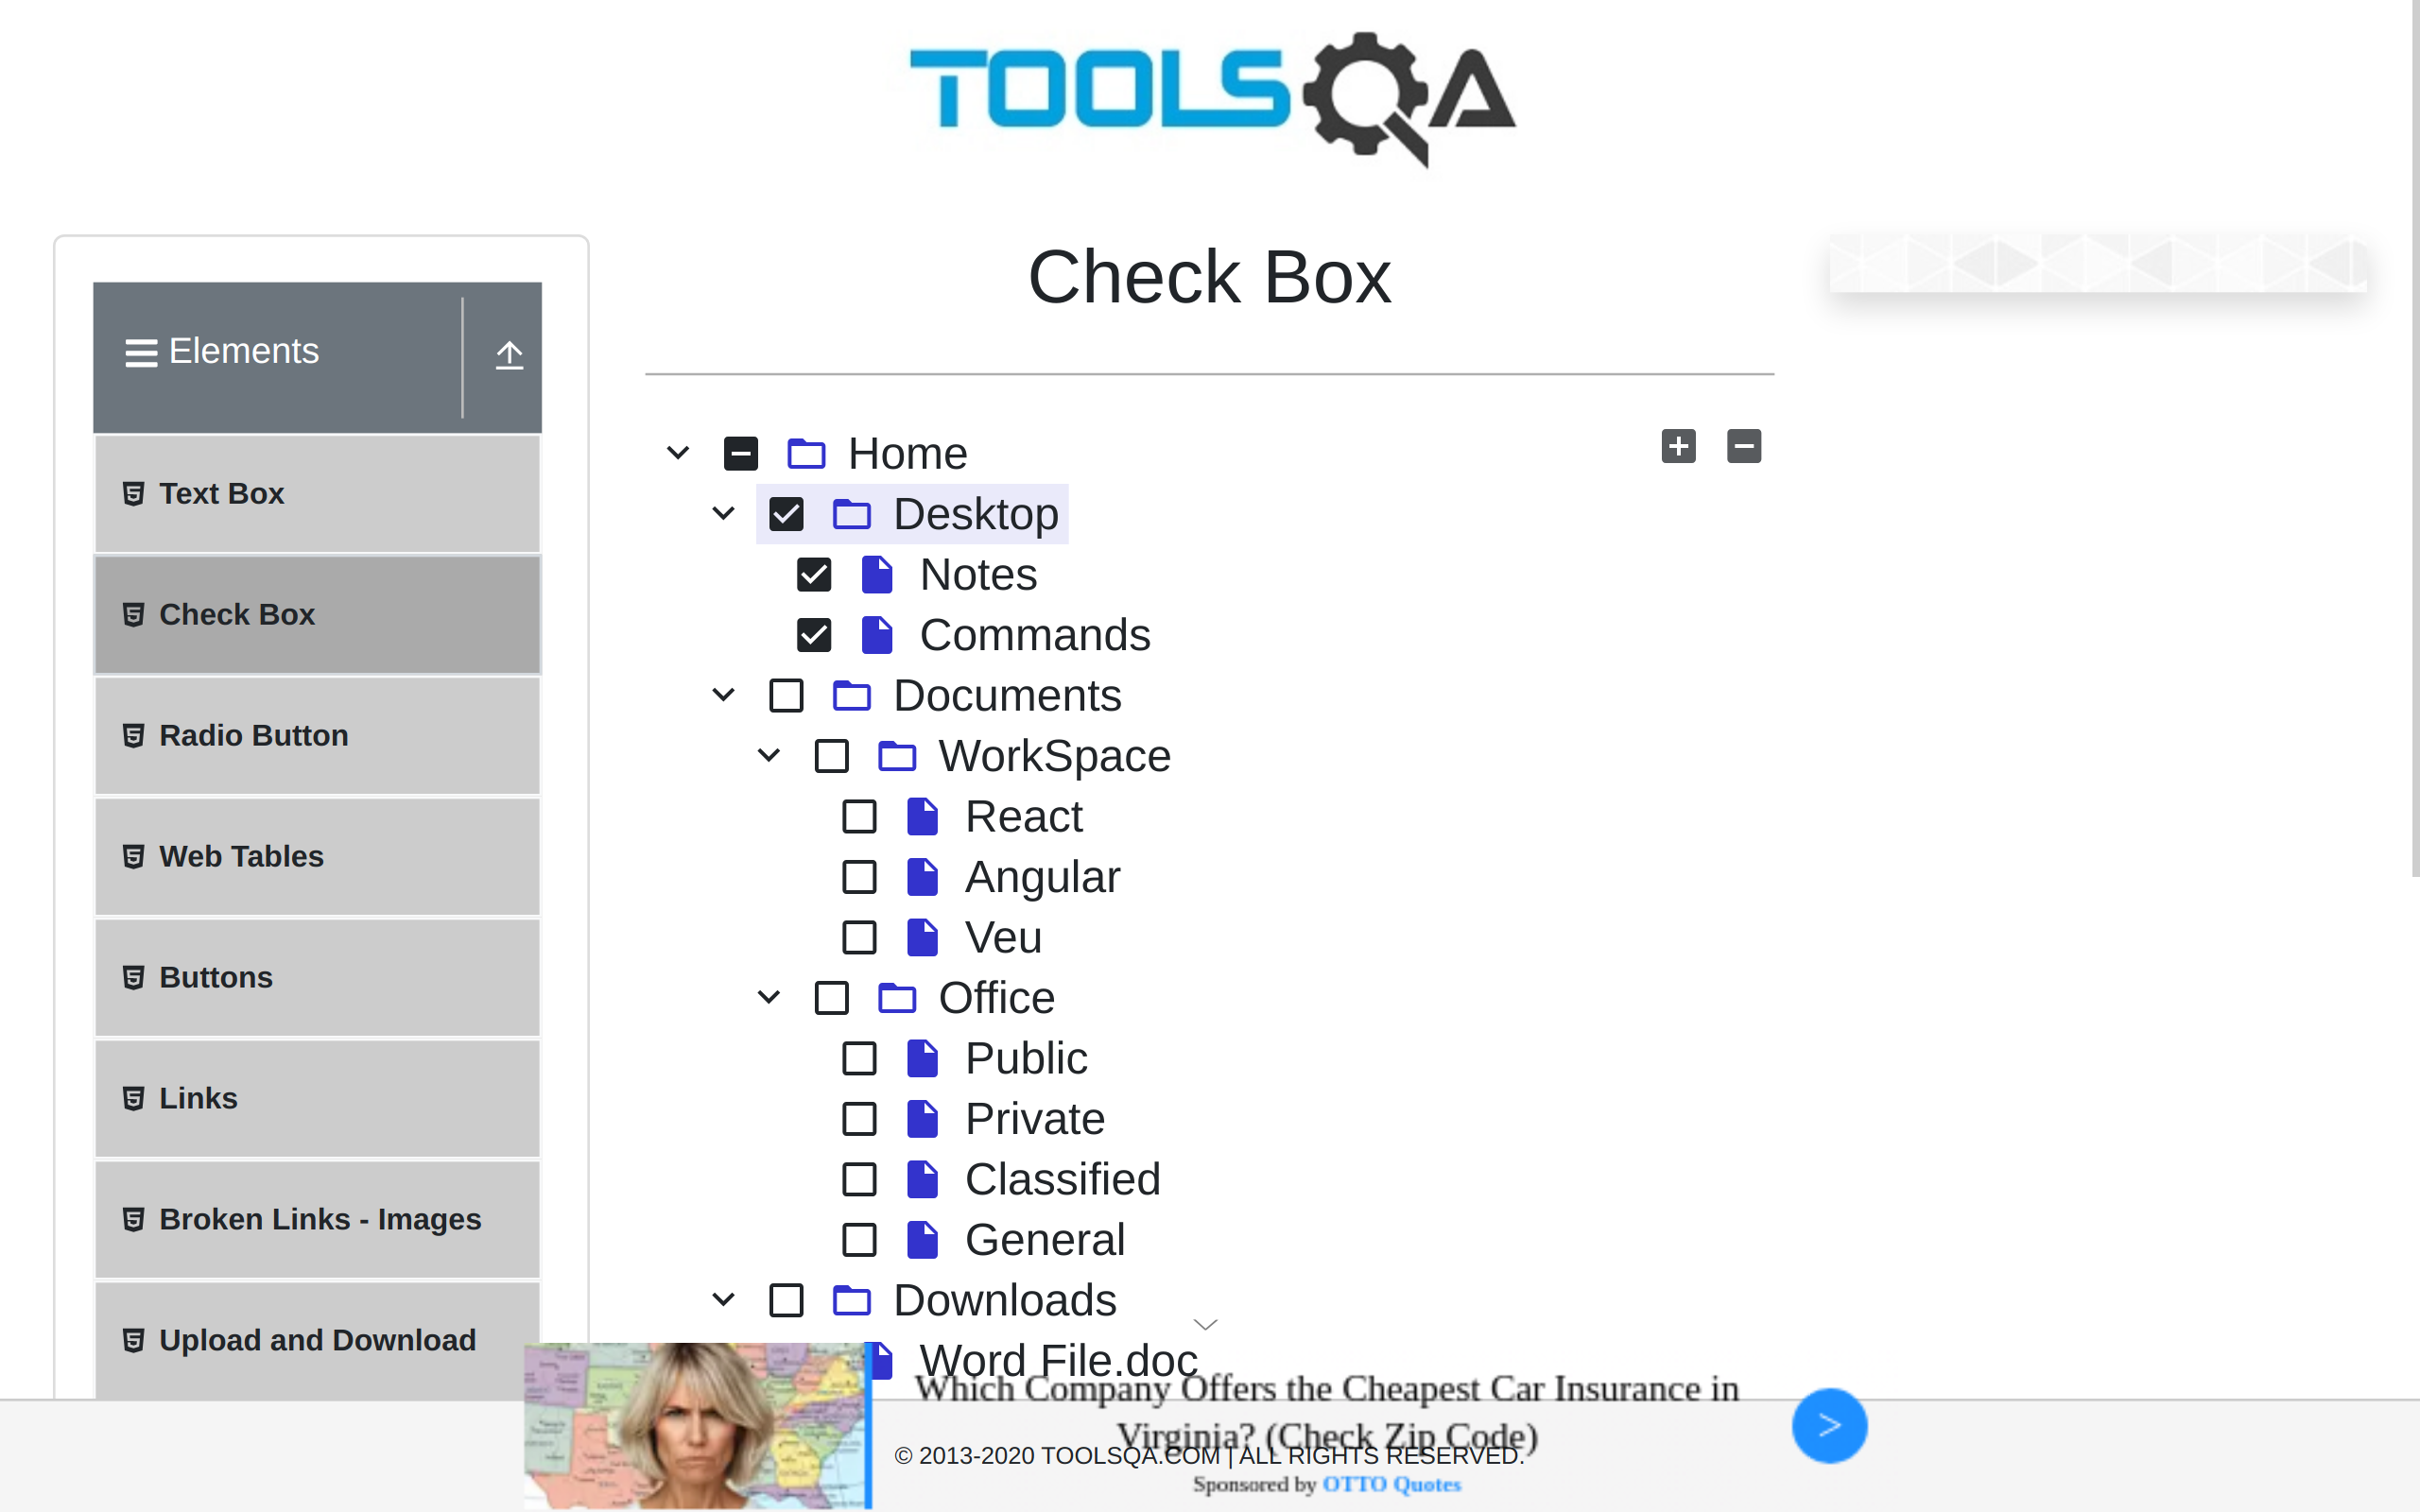 TOOLSQA
Check Box
Elements
Text Box
Check Box
Radio Button
Web Tables
Buttons
Links
Broken Links - Images
Upload and Download
Home
Desktop
Notes
Commands
Documents
WorkSpace
React
Angular
Veu
Office
Public
Private
Classified
General
Downloads
Word File.doc
Which Company Offers the Cheapest Car Insurance in
Virginia? (Check Zip Code)
© 2013-2020 TOOLSQA.COM | ALL RIGHTS RESERVED.
Sponsored by OTTO Quotes